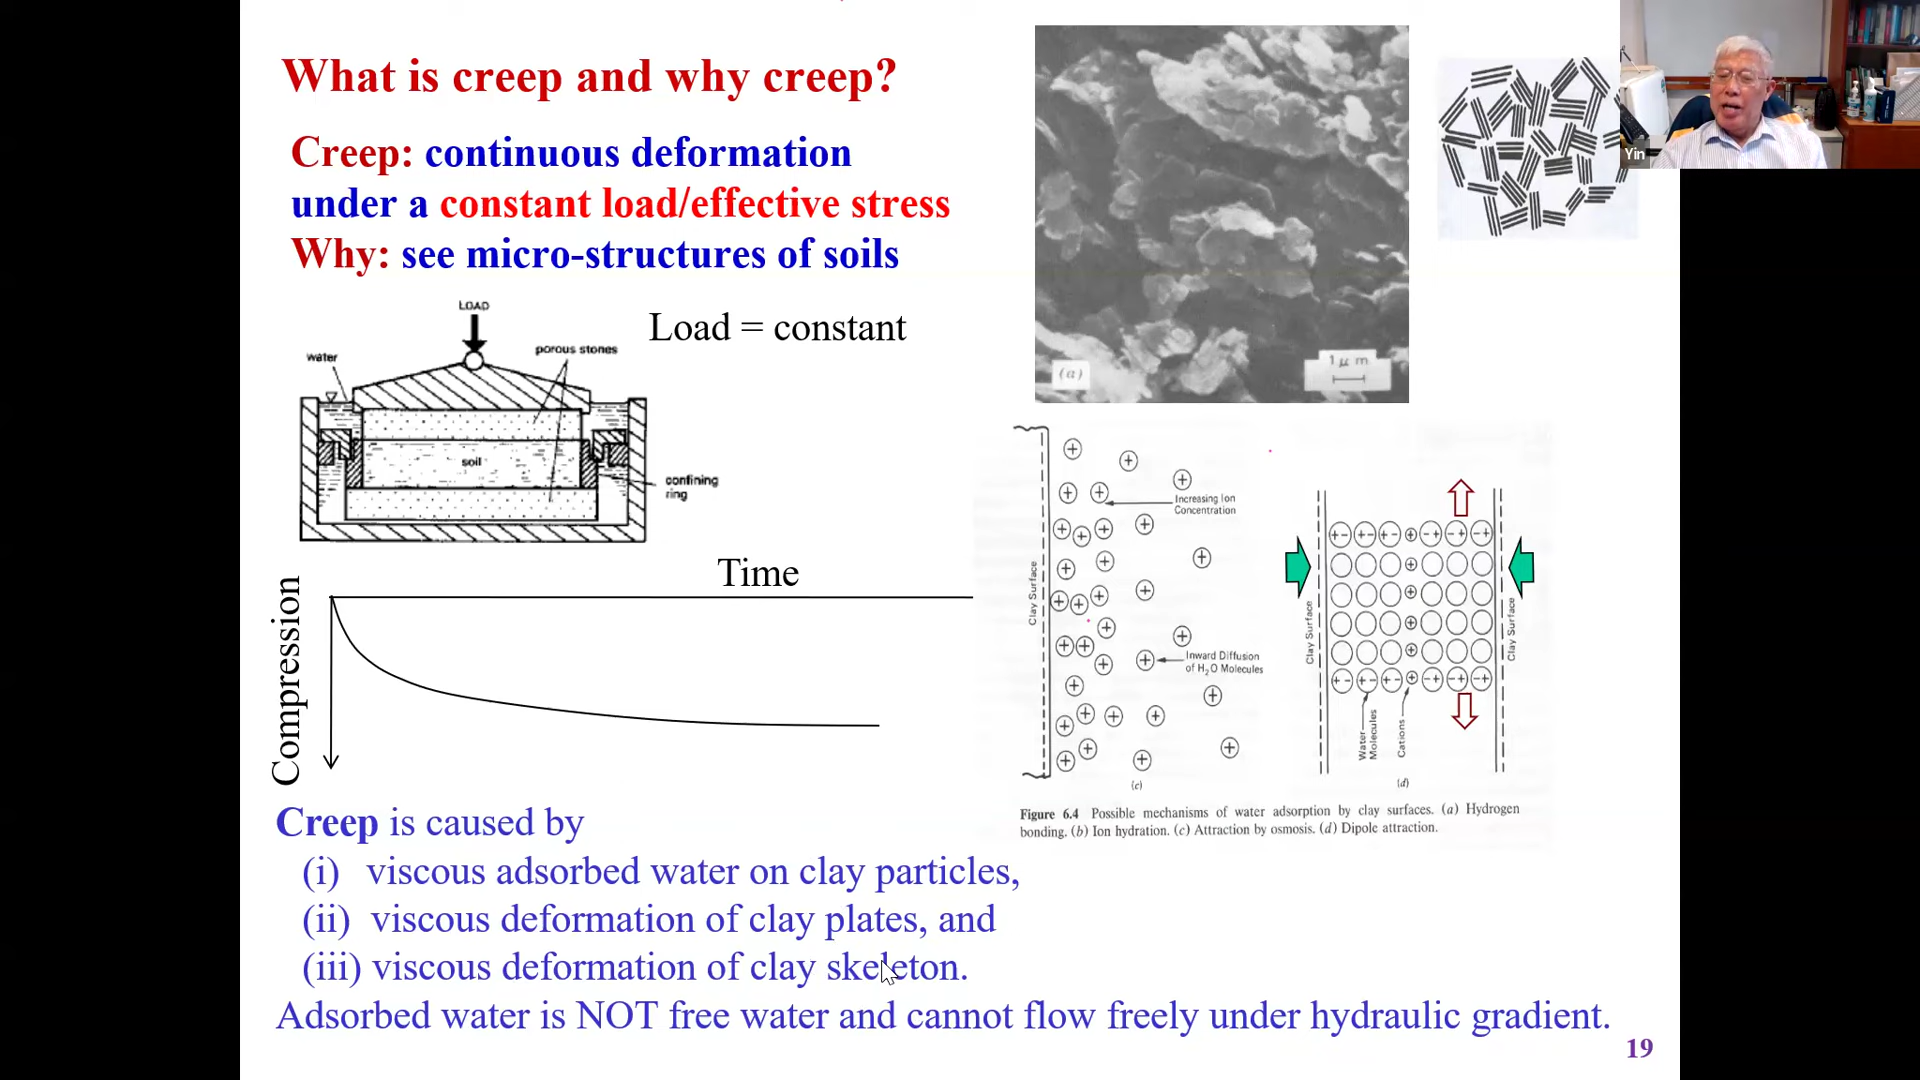 What is creep and why creep?
Creep: continuous deformation
under a constant load/effective stress
Why: see micro-structures of soils
LOAD
Load = constant
water
porous stones
soil
confining
ring
Time
Compression
(a)
1 μ m
Yin
Clay Surface
Increasing Ion
Concentration
Inward Diffusion
of H₂O Molecules
(c)
Clay Surface
Clay Surface
Water
Molecules
Cations
(d)
Figure 6.4 Possible mechanisms of water adsorption by clay surfaces. (a) Hydrogen
bonding. (b) Ion hydration. (c) Attraction by osmosis. (d) Dipole attraction.
Creep is caused by
(i) viscous adsorbed water on clay particles,
(ii) viscous deformation of clay plates, and
(iii) viscous deformation of clay skeleton.
Adsorbed water is NOT free water and cannot flow freely under hydraulic gradient.
19